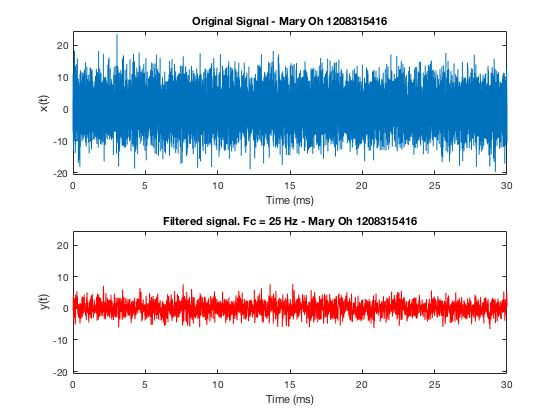 Original Signal - Mary Oh 1208315416
20
10
0
-10
-20
x(t)
0 5 10 15 20 25 30
Time (ms)
Filtered signal. Fc = 25 Hz - Mary Oh 1208315416
20
10
0
-10
-20
y(t)
0 5 10 15 20 25 30
Time (ms)